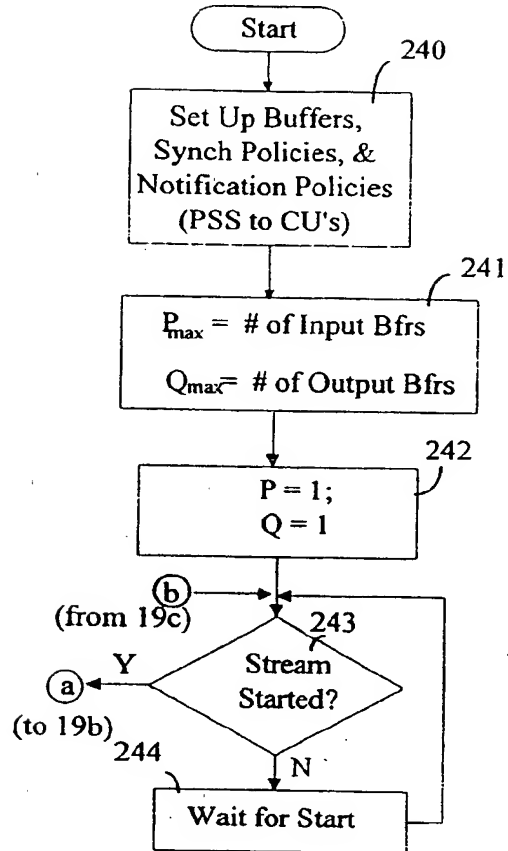 Start
240
Set Up Buffers,
Synch Policies, &
Notification Policies
(PSS to CU's)
241
Pmax = # of Input Bfrs
Qmax= # of Output Bfrs
242
P = 1;
Q = 1
b
(from 19c)
243
Y
Stream
Started?
a
(to 19b)
244
N
Wait for Start